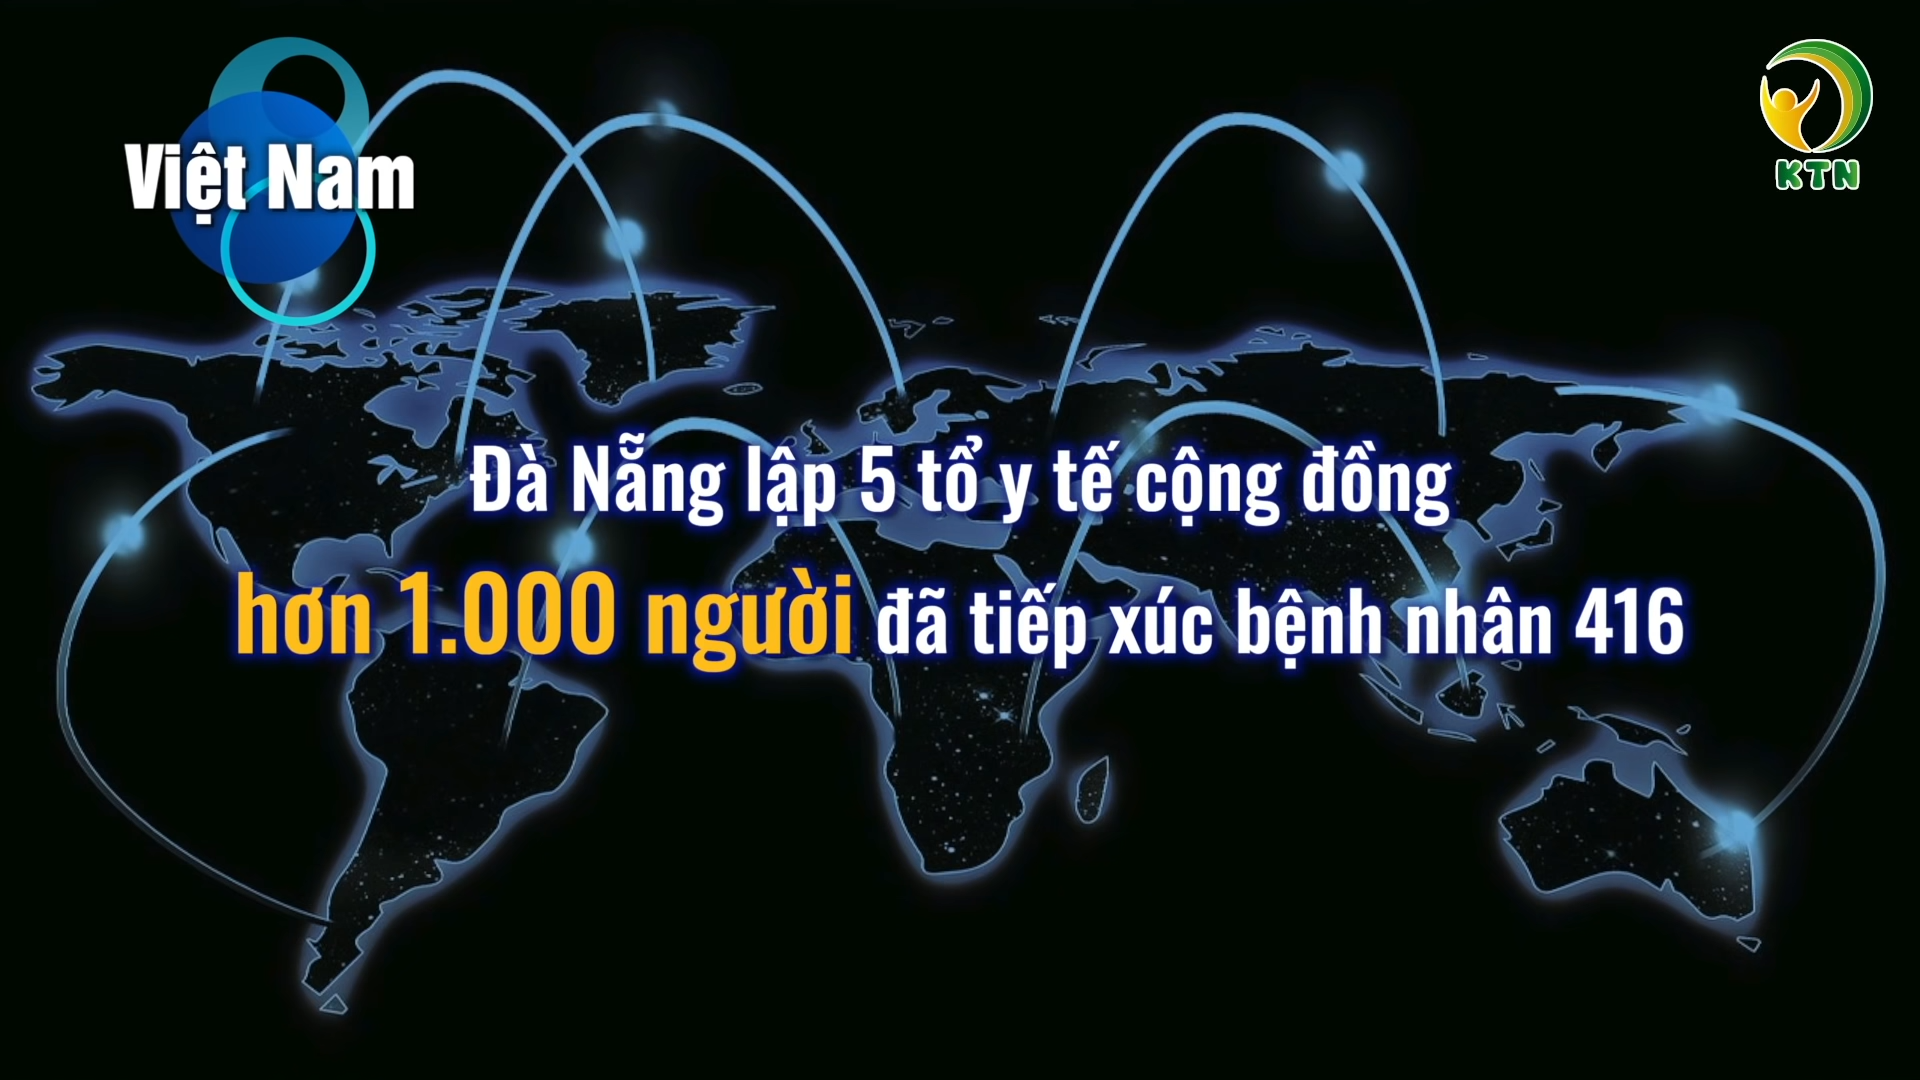 Việt Nam
KTN
Đà Nẵng lập 5 tổ y tế cộng đồng
hơn 1.000 người đã tiếp xúc bệnh nhân 416